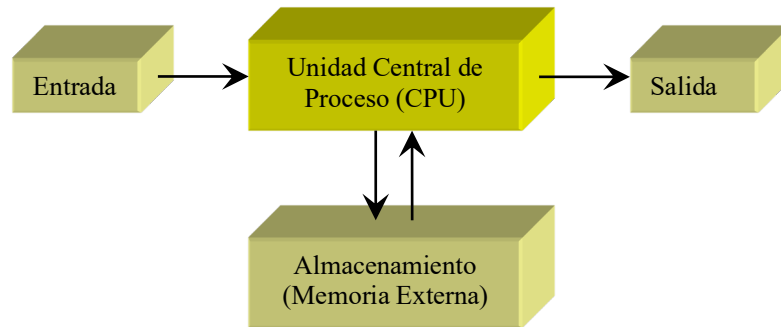 Entrada
Unidad Central de
Proceso (CPU)
Salida
Almacenamiento
(Memoria Externa)